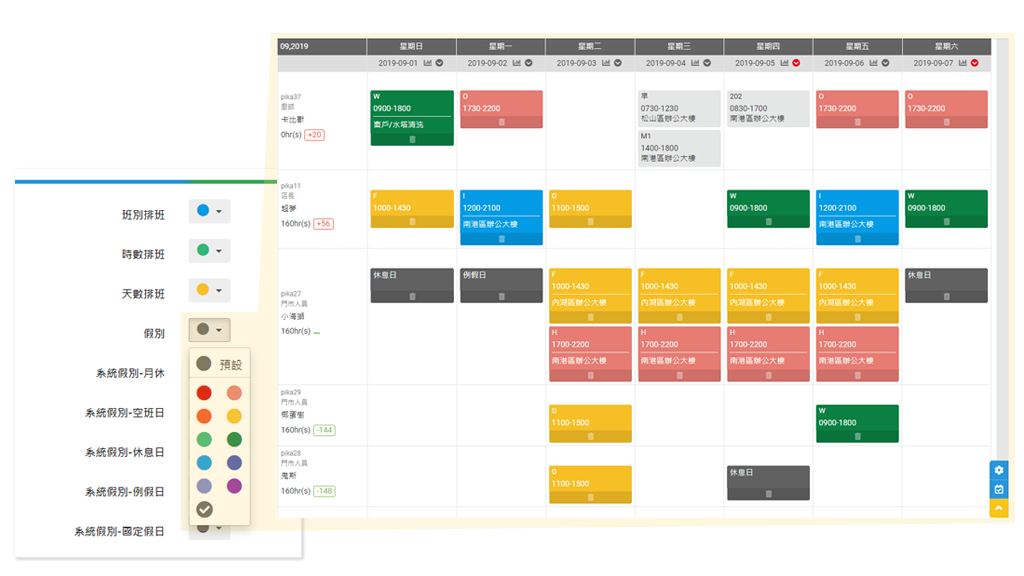 09,2019 星期日 星期一 星期二 星期三 星期四 星期五 星期六
2019-09-01 2019-09-02 2019-09-03 2019-09-04 2019-09-05 2019-09-06 2019-09-07
pika37
廚師
卡比獸
0hr(s) +20
W
0900-1800
窗戶/水塔清洗
O
1730-2200
早
0730-1230
松山區辦公大樓
M1
1400-1800
南港區辦公大樓
202
0830-1700
南港區辦公大樓
O
1730-2200
O
1730-2200
pika11
店長
超夢
160hr(s) +56
F
1000-1430
I
1200-2100
南港區辦公大樓
G
1100-1500
W
0900-1800
I
1200-2100
南港區辦公大樓
W
0900-1800
pika27
門市人員
小海獅
160hr(s)
休息日
例假日
F
1000-1430
內湖區辦公大樓
H
1700-2200
南港區辦公大樓
F
1000-1430
內湖區辦公大樓
H
1700-2200
南港區辦公大樓
F
1000-1430
內湖區辦公大樓
H
1700-2200
南港區辦公大樓
F
1000-1430
內湖區辦公大樓
H
1700-2200
南港區辦公大樓
休息日
pika29
門市人員
椰蛋樹
160hr(s) -144
G
1100-1500
W
0900-1800
pika28
門市人員
鬼斯
160hr(s) -148
G
1100-1500
休息日
班別排班
時數排班
天數排班
假別
預設
系統假別-月休
系統假別-空班日
系統假別-休息日
系統假別-例假日
系統假別-國定假日